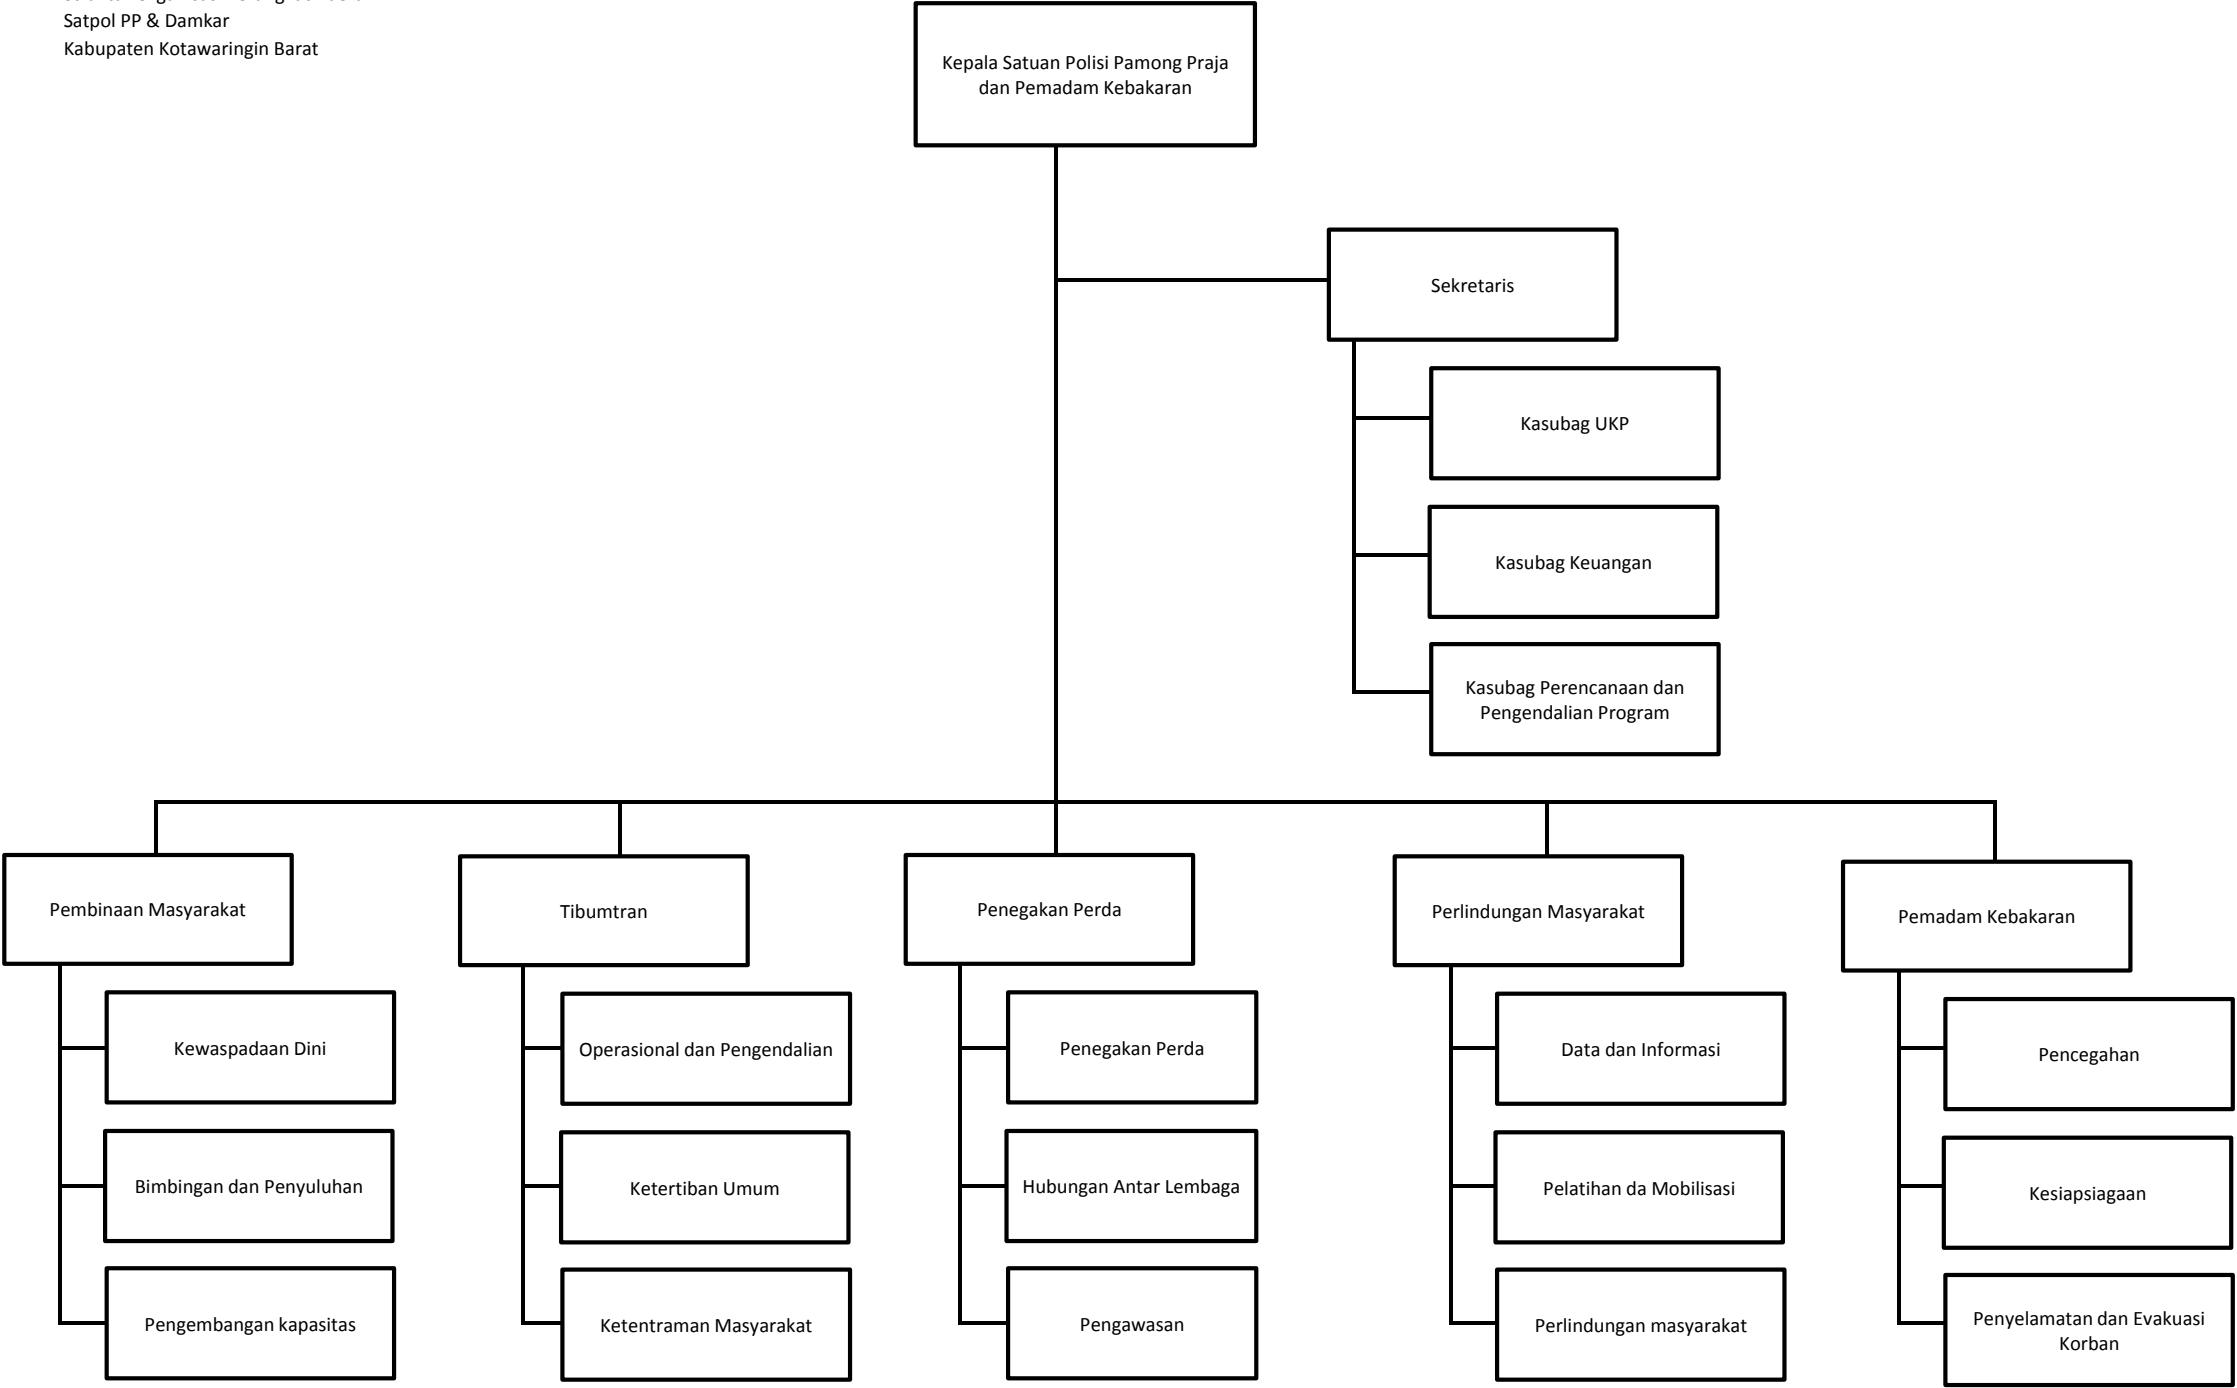 Satpol PP & Damkar
Kabupaten Kotawaringin Barat
Kepala Satuan Polisi Pamong Praja
dan Pemadam Kebakaran
Sekretaris
Kasubag UKP
Kasubag Keuangan
Kasubag Perencanaan dan
Pengendalian Program
Pembinaan Masyarakat
Tibumtran
Penegakan Perda
Perlindungan Masyarakat
Pemadam Kebakaran
Kewaspadaan Dini
Operasional dan Pengendalian
Penegakan Perda
Data dan Informasi
Pencegahan
Bimbingan dan Penyuluhan
Ketertiban Umum
Hubungan Antar Lembaga
Pelatihan da Mobilisasi
Kesiapsiagaan
Pengembangan kapasitas
Ketentraman Masyarakat
Pengawasan
Perlindungan masyarakat
Penyelamatan dan Evakuasi
Korban